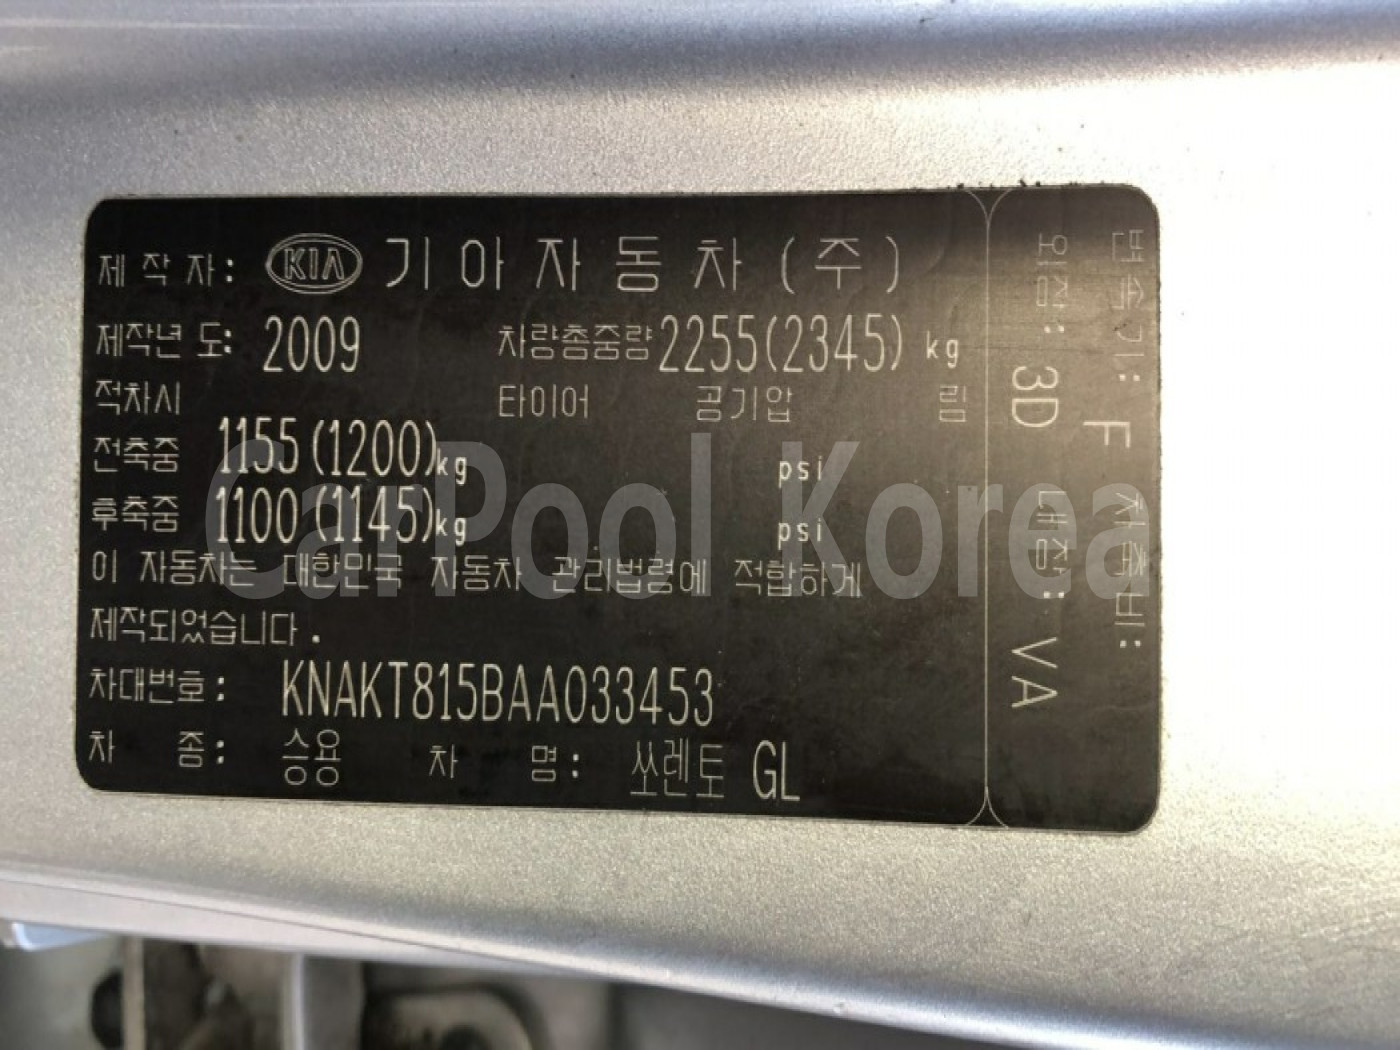 제 작 자: KIA 기아자동차(주)
제작년 도: 2009 차량총중량 2255(2345) kg
적차시 타이어 공기압 림
전축중 1155(1200)kg psi
후축중 1100(1145)kg psi
이 자동차는 대한민국 자동차 관리법령에 적합하게
제작되었습니다.
차대번호: KNAKT815BAA033453
차 종: 승용 차 명: 쏘렌토 GL
변속기: F 차축비:
외장: 3D 내장: VA
CarPool Korea